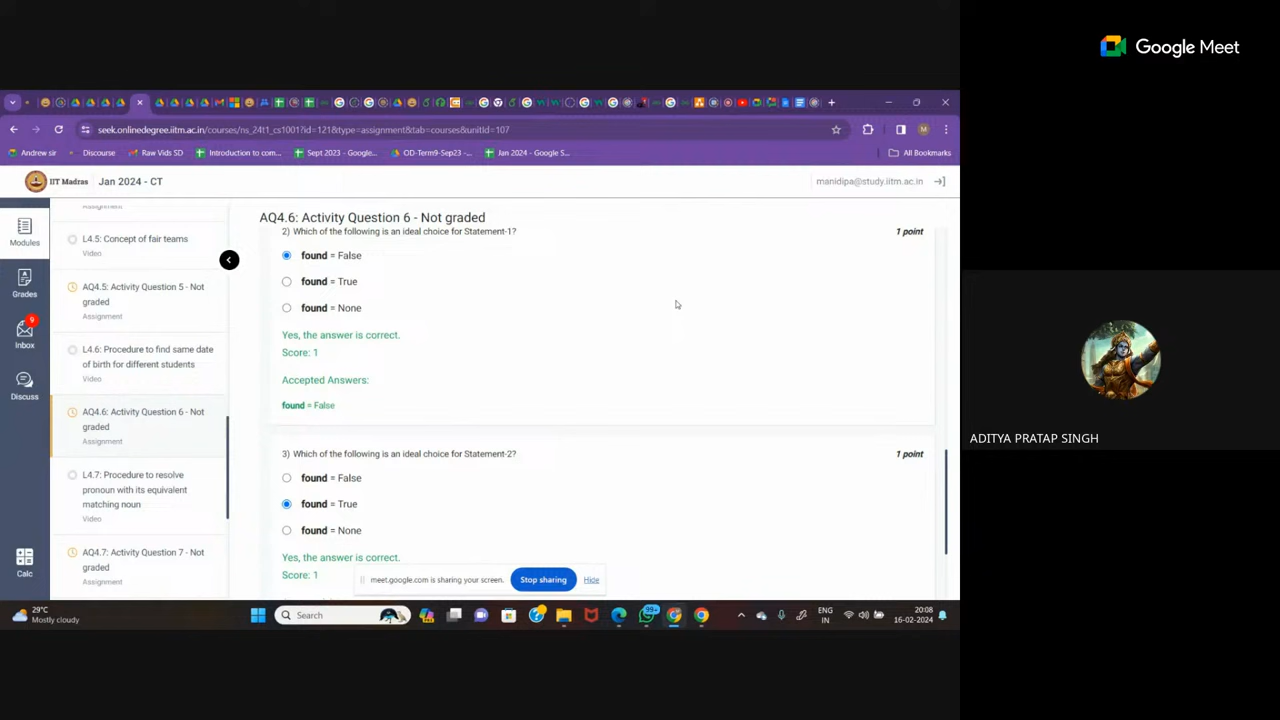 Google Meet
seek.onlinedegree.iitm.ac.in/courses/ns_24t1_cs1001?id=121&type=assignment&tab=courses&unitId=107
M
Andrew sir
Discourse
Raw Vids SD
Introduction to com...
Sept 2023 - Google...
OD-Term9-Sep23 -...
Jan 2024 - Google S...
All Bookmarks
IIT Madras
Jan 2024 - CT
manidipa@study.iitm.ac.in
Modules
Grades
9
Inbox
Discuss
Calc
Assignment
L4.5: Concept of fair teams
Video
AQ4.5: Activity Question 5 - Not
graded
Assignment
L4.6: Procedure to find same date
of birth for different students
Video
AQ4.6: Activity Question 6 - Not
graded
Assignment
L4.7: Procedure to resolve
pronoun with its equivalent
matching noun
Video
AQ4.7: Activity Question 7 - Not
graded
Assignment
AQ4.6: Activity Question 6 - Not graded
2) Which of the following is an ideal choice for Statement-1?
1 point
found = False
found = True
found = None
Yes, the answer is correct.
Score: 1
Accepted Answers:
found = False
3) Which of the following is an ideal choice for Statement-2?
1 point
found = False
found = True
found = None
Yes, the answer is correct.
Score: 1
meet.google.com is sharing your screen.
Stop sharing
Hide
29°C
Mostly cloudy
Search
99+
ENG
IN
20:08
16-02-2024
ADITYA PRATAP SINGH